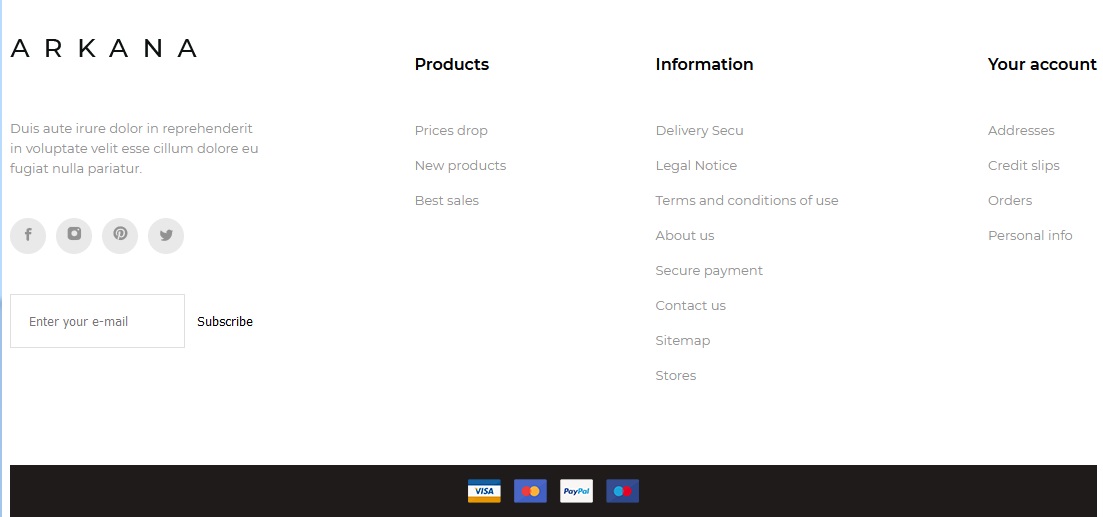 A R K A N A
Duis aute irure dolor in reprehenderit
in voluptate velit esse cillum dolore eu
fugiat nulla pariatur.
Enter your e-mail
Subscribe
Products
Prices drop
New products
Best sales
Information
Delivery Secu
Legal Notice
Terms and conditions of use
About us
Secure payment
Contact us
Sitemap
Stores
Your account
Addresses
Credit slips
Orders
Personal info
VISA
PayPal